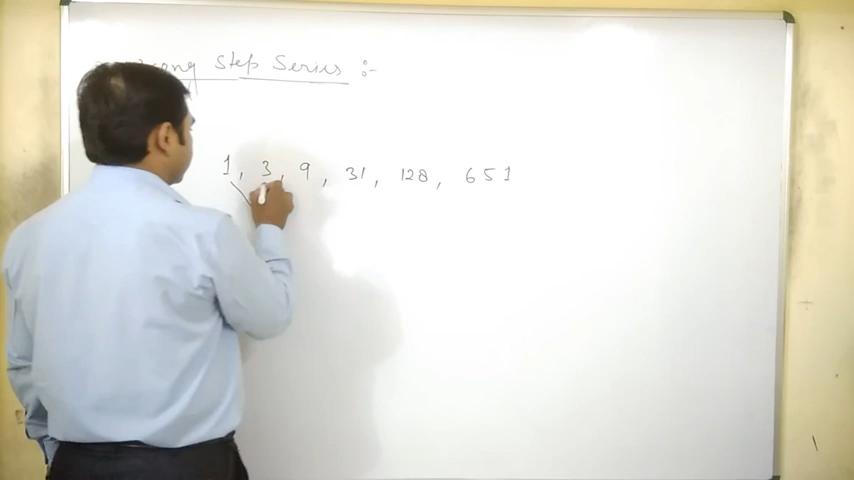 Step Series :-
1, 3, 9, 31, 128, 651